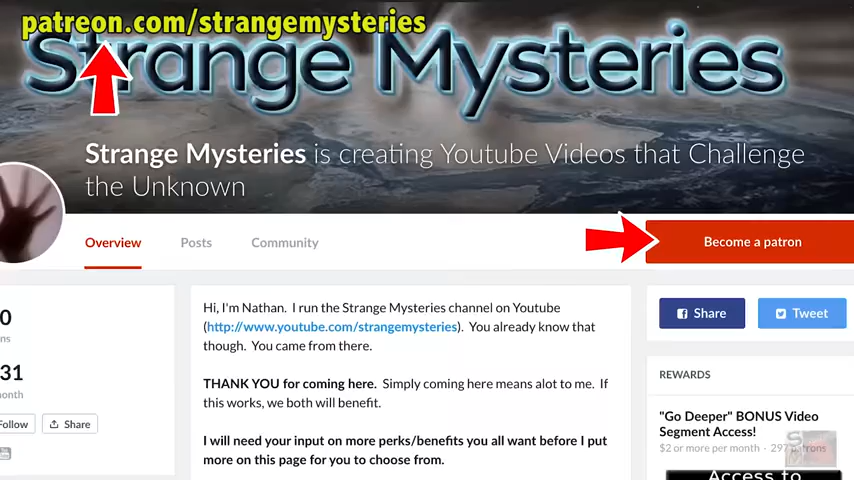 patreon.com/strangemysteries
Strange Mysteries
Strange Mysteries is creating Youtube Videos that Challenge
the Unknown
Overview Posts Community
Become a patron
Hi, I'm Nathan. I run the Strange Mysteries channel on Youtube
(http://www.youtube.com/strangemysteries). You already know that
though. You came from there.
THANK YOU for coming here. Simply coming here means alot to me. If
this works, we both will benefit.
I will need your input on more perks/benefits you all want before I put
more on this page for you to choose from.
0
31
Follow Share
Share Tweet
REWARDS
"Go Deeper" BONUS Video
Segment Access!
$2 or more per month • 297 patrons
Access to